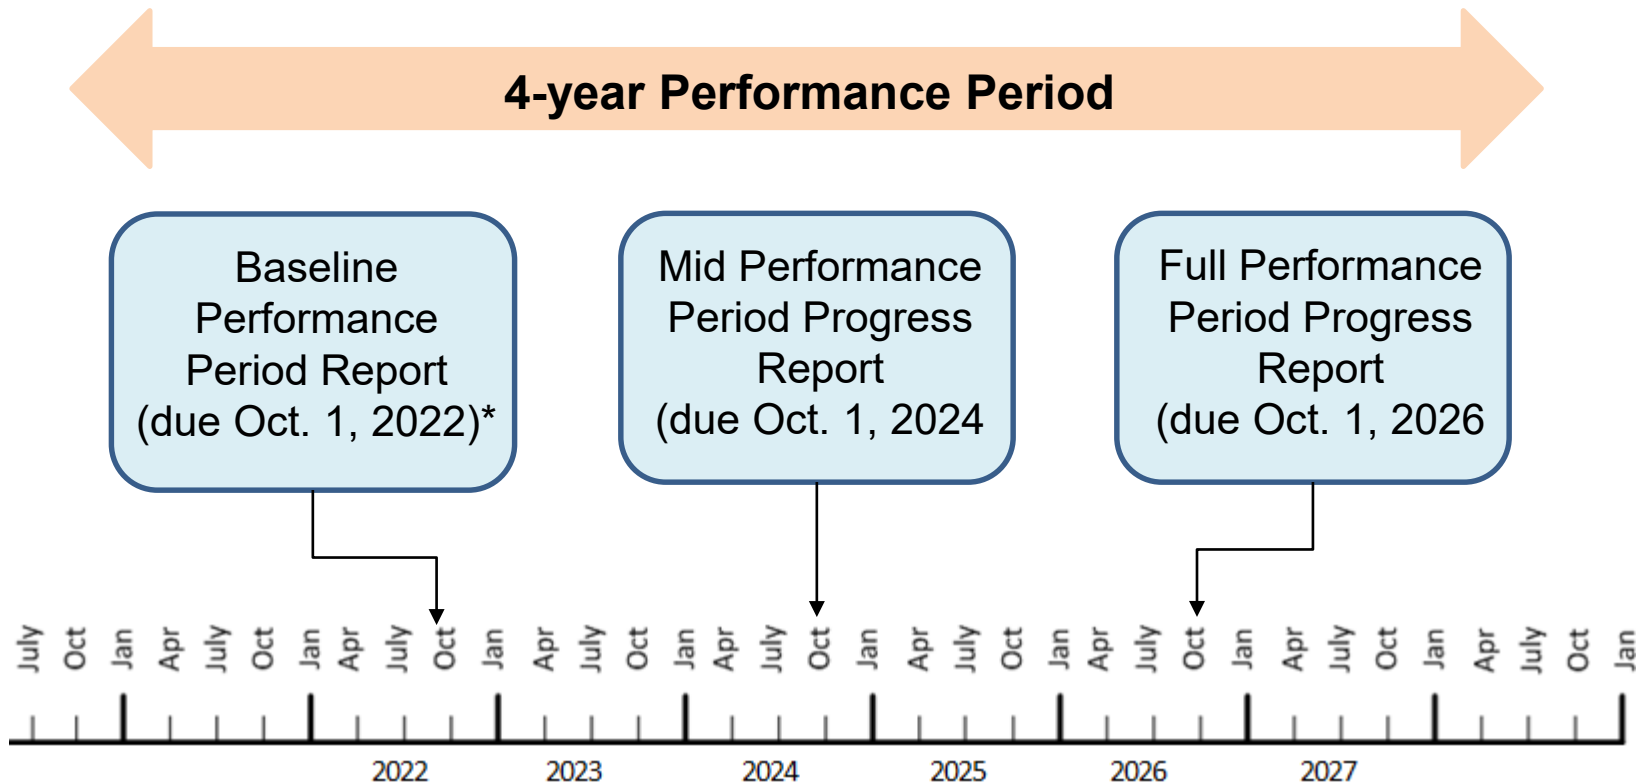 4-year Performance Period
Baseline
Performance
Period Report
(due Oct. 1, 2022)*
Mid Performance
Period Progress
Report
(due Oct. 1, 2024
Full Performance
Period Progress
Report
(due Oct. 1, 2026
July Oct Jan Apr July Oct Jan Apr July Oct Jan Apr July Oct Jan Apr July Oct Jan Apr July Oct Jan Apr July Oct Jan Apr July Oct Jan Apr July Oct Jan
2022 2023 2024 2025 2026 2027